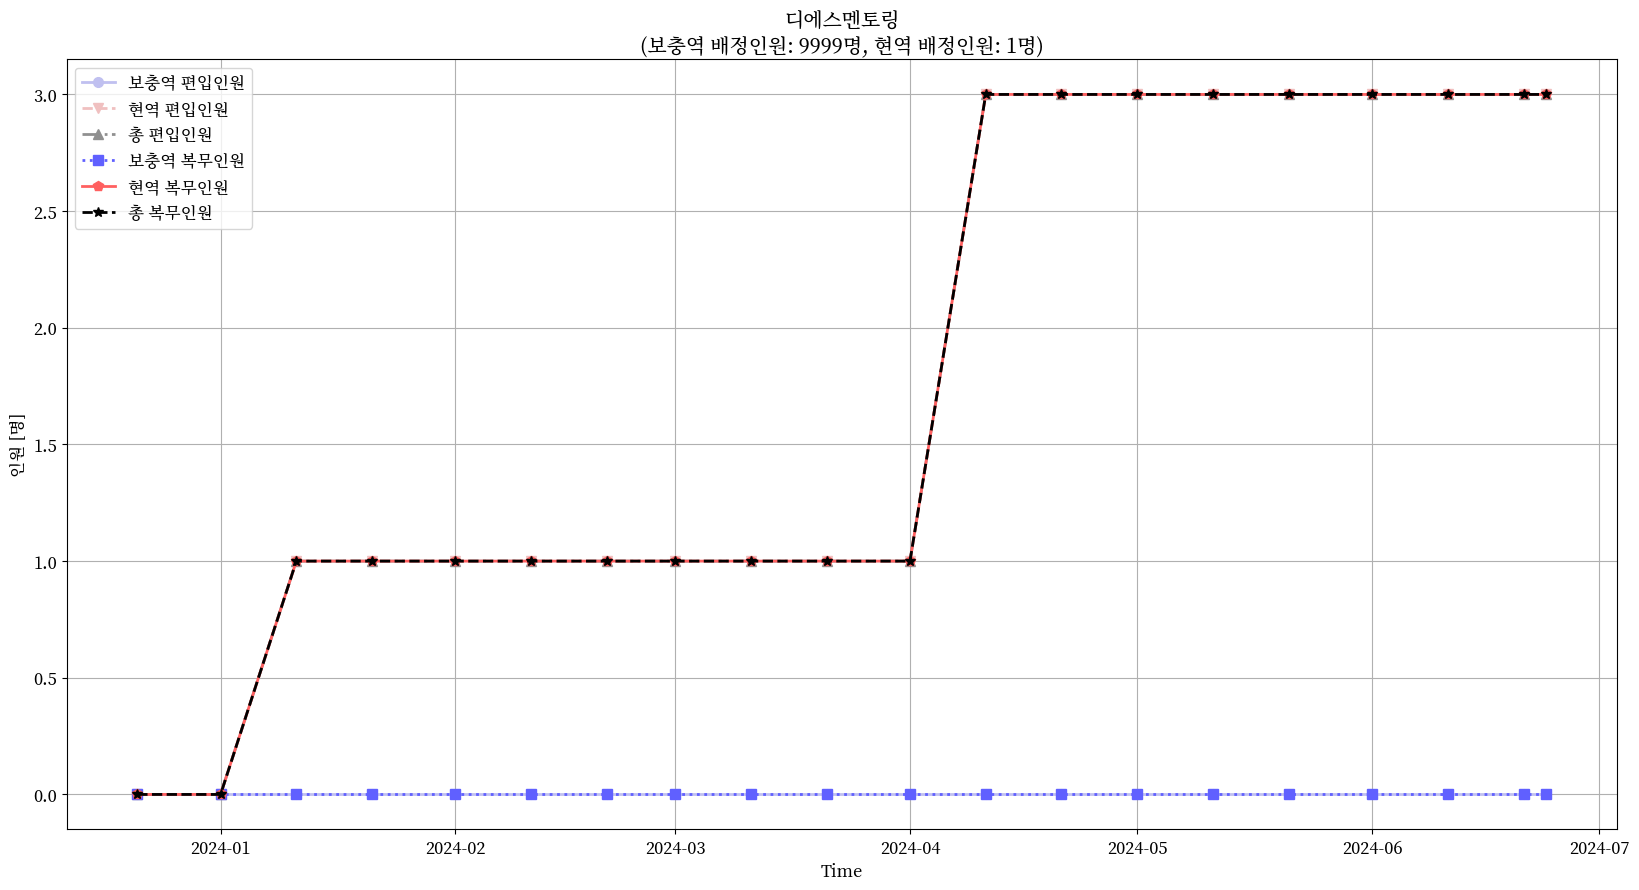 디에스멘토링
(보충역 배정인원: 9999명, 현역 배정인원: 1명)
보충역 편입인원
현역 편입인원
총 편입인원
보충역 복무인원
현역 복무인원
총 복무인원
인원 [명]
3.0
2.5
2.0
1.5
1.0
0.5
0.0
2024-01
2024-02
2024-03
2024-04
2024-05
2024-06
2024-07
Time